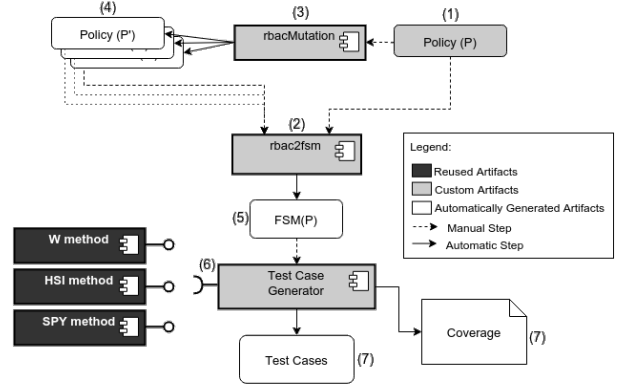 (4)
(3)
(1)
Policy (P')
rbacMutation
Policy (P)
(2)
rbac2fsm
Legend:
Reused Artifacts
Custom Artifacts
Automatically Generated Artifacts
Manual Step
Automatic Step
(5)
FSM(P)
W method
HSI method
SPY method
(6)
Test Case
Generator
Coverage
(7)
Test Cases
(7)